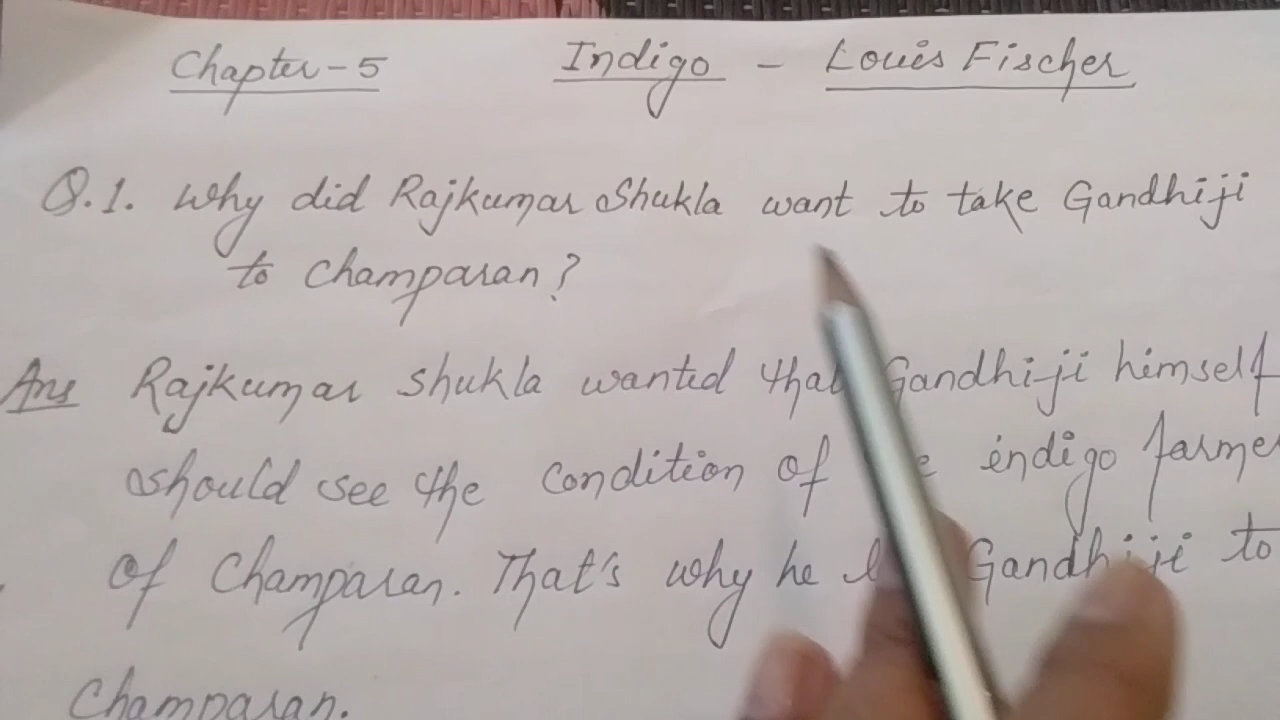 Chapter-5 Indigo - Louis Fischer
Q.1. Why did Rajkumar Shukla want to take Gandhiji
to Champaran?
Ans Rajkumar Shukla wanted that Gandhiji himself
should see the condition of indigo
of Champaran. That's why he Gandhiji to
Champaran.